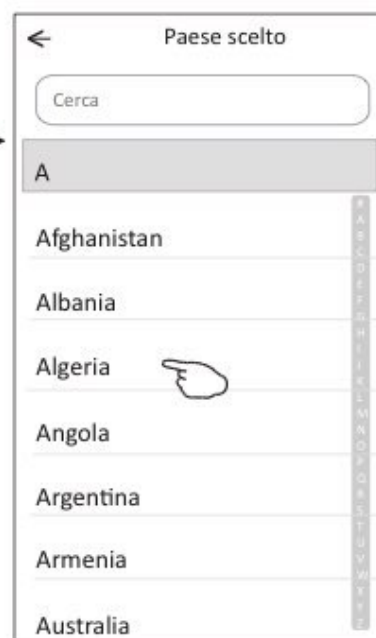 Paese scelto
Cerca
A
Afghanistan
Albania
Algeria
Angola
Argentina
Armenia
Australia
#
A
B
C
D
E
F
G
H
I
J
K
L
M
N
O
P
Q
R
S
T
U
V
W
X
Y
Z